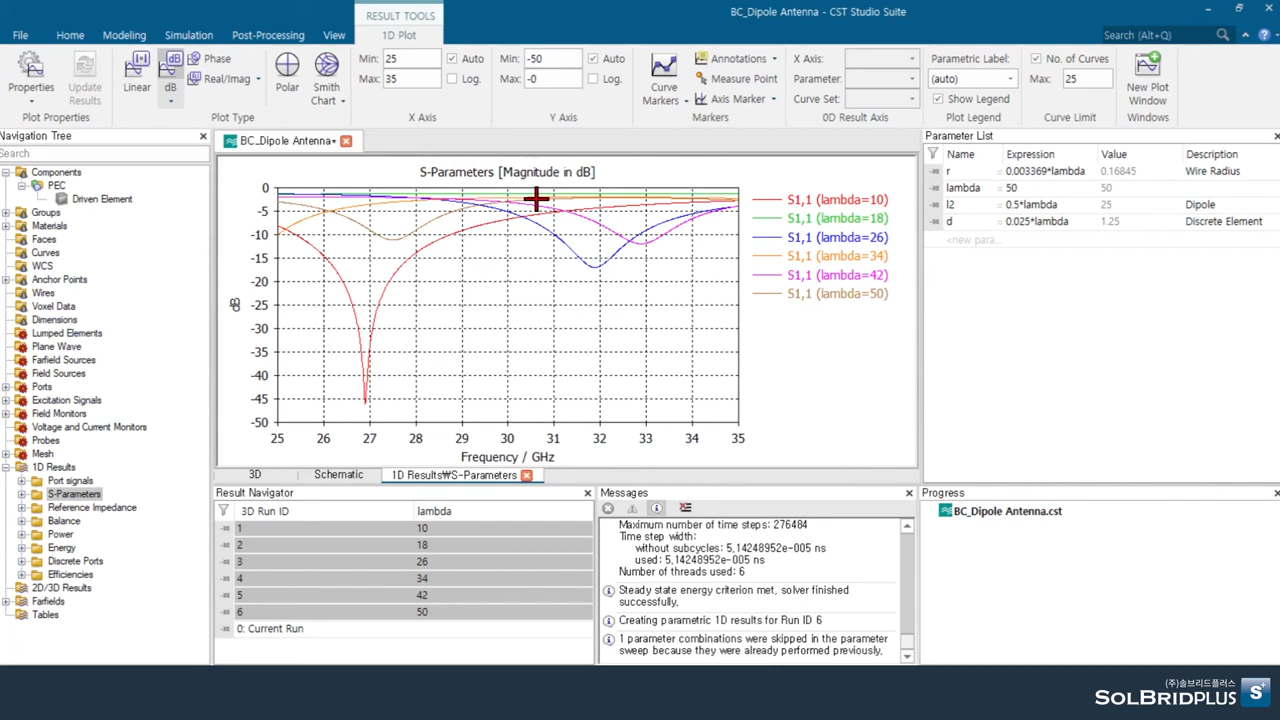 BC_Dipole Antenna - CST Studio Suite
RESULT TOOLS
File Home Modeling Simulation Post-Processing View 1D Plot Search (Alt+Q)
Properties
Update Results
Plot Properties
Linear
dB
Phase
Real/Imag
Polar
Smith Chart
Plot Type
Min: 25 Auto
Max: 35 Log.
X Axis
Min: -50 Auto
Max: -0 Log.
Y Axis
Curve Markers
Annotations
Measure Point
Axis Marker
Markers
X Axis:
Parameter:
Curve Set:
0D Result Axis
Parametric Label:
(auto)
Show Legend
Plot Legend
No. of Curves
Max: 25
Curve Limit
New Plot Window
Windows
Navigation Tree
Search
Components
PEC
Driven Element
Groups
Materials
Faces
Curves
WCS
Anchor Points
Wires
Voxel Data
Dimensions
Lumped Elements
Plane Wave
Farfield Sources
Field Sources
Ports
Excitation Signals
Field Monitors
Voltage and Current Monitors
Probes
Mesh
1D Results
Port signals
S-Parameters
Reference Impedance
Balance
Power
Energy
Discrete Ports
Efficiencies
2D/3D Results
Farfields
Tables
BC_Dipole Antenna*
S-Parameters [Magnitude in dB]
0
-5
-10
-15
-20
-25
-30
-35
-40
-45
-50
dB
25 26 27 28 29 30 31 32 33 34 35
Frequency / GHz
S1,1 (lambda=10)
S1,1 (lambda=18)
S1,1 (lambda=26)
S1,1 (lambda=34)
S1,1 (lambda=42)
S1,1 (lambda=50)
3D Schematic 1D Results₩S-Parameters
Parameter List
Name Expression Value Description
r = 0.003369*lambda 0.16845 Wire Radius
lambda = 50 50
l2 = 0.5*lambda 25 Dipole
d = 0.025*lambda 1.25 Discrete Element
<new para...
Result Navigator
3D Run ID lambda
1 10
2 18
3 26
4 34
5 42
6 50
0: Current Run
Messages
Maximum number of time steps: 276484
Time step width:
without subcycles: 5,14248952e-005 ns
used: 5,14248952e-005 ns
Number of threads used: 6
Steady state energy criterion met, solver finished
successfully,
Creating parametric 1D results for Run ID 6
1 parameter combinations were skipped in the parameter
sweep because they were already performed previously,
Progress
BC_Dipole Antenna.cst
(주)솔브리드플러스
SOLBRIDPLUS S+